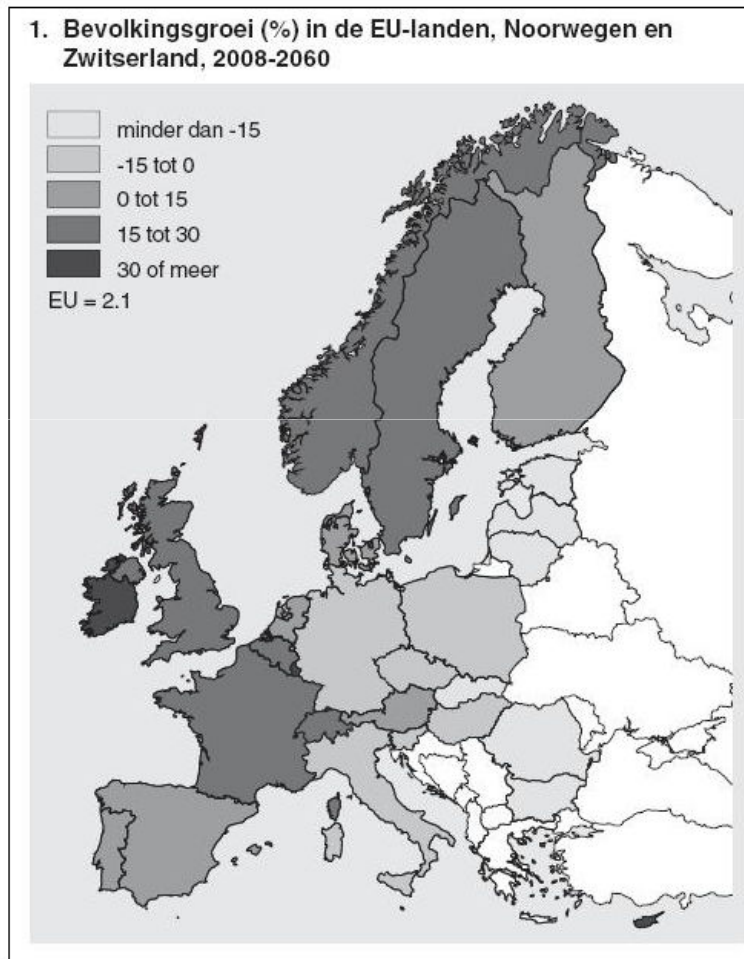 1. Bevolkingsgroei (%) in de EU-landen, Noorwegen en
Zwitserland, 2008-2060
minder dan -15
-15 tot 0
0 tot 15
15 tot 30
30 of meer
EU = 2.1